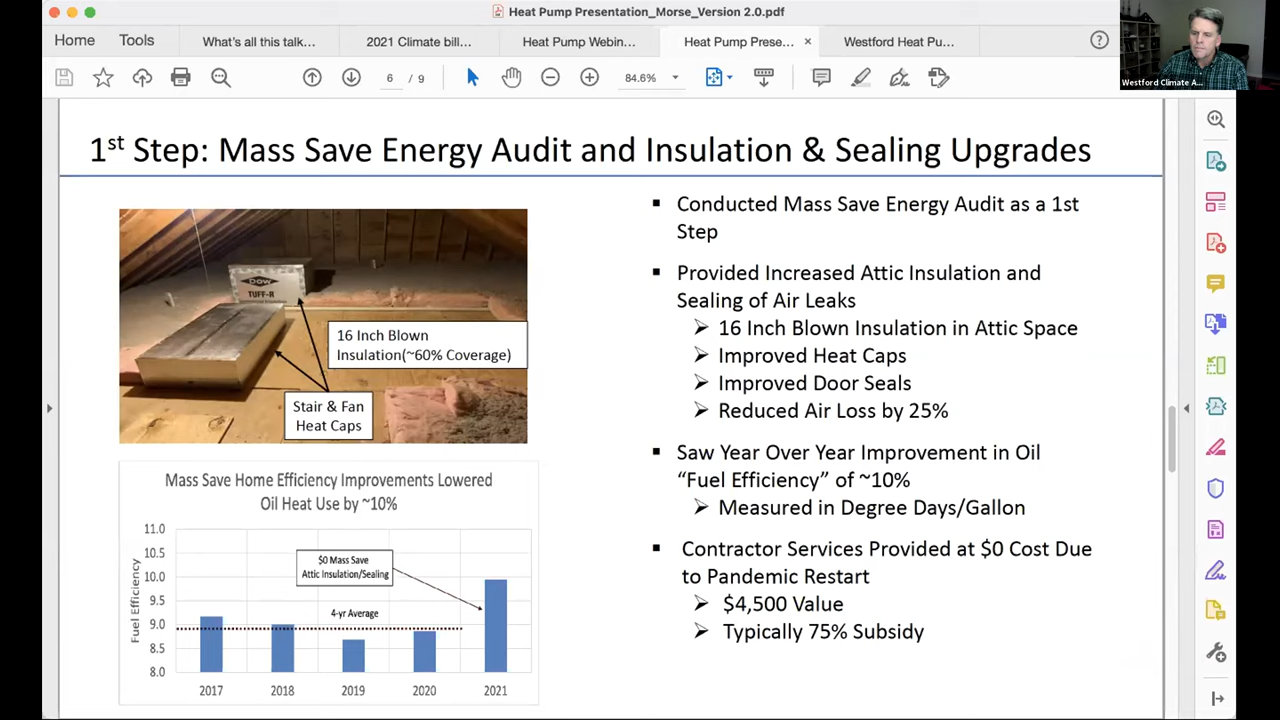 Heat Pump Presentation_Morse_Version 2.0.pdf
Home
Tools
What's all this talk...
2021 Climate bill...
Heat Pump Webin...
Heat Pump Prese...
×
Westford Heat Pu...
6 / 9
84.6%
Westford Climate A...
1st Step: Mass Save Energy Audit and Insulation & Sealing Upgrades
DOW
TUFF-R
16 Inch Blown
Insulation(~60% Coverage)
Stair & Fan
Heat Caps
Mass Save Home Efficiency Improvements Lowered
Oil Heat Use by ~10%
Fuel Efficiency
11.0
10.5
10.0
9.5
9.0
8.5
8.0
$0 Mass Save
Attic Insulation/Sealing
4-yr Average
2017 2018 2019 2020 2021
▪ Conducted Mass Save Energy Audit as a 1st
Step
▪ Provided Increased Attic Insulation and
Sealing of Air Leaks
➢ 16 Inch Blown Insulation in Attic Space
➢ Improved Heat Caps
➢ Improved Door Seals
➢ Reduced Air Loss by 25%
▪ Saw Year Over Year Improvement in Oil
“Fuel Efficiency” of ~10%
➢ Measured in Degree Days/Gallon
▪ Contractor Services Provided at $0 Cost Due
to Pandemic Restart
➢ $4,500 Value
➢ Typically 75% Subsidy